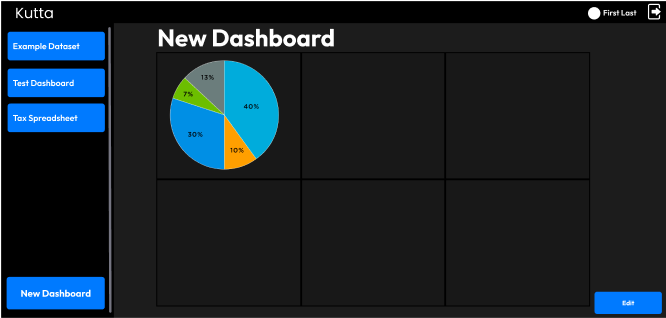 Kutta
First Last
Example Dataset
Test Dashboard
Tax Spreadsheet
New Dashboard
New Dashboard
13%
7%
40%
30%
10%
Edit